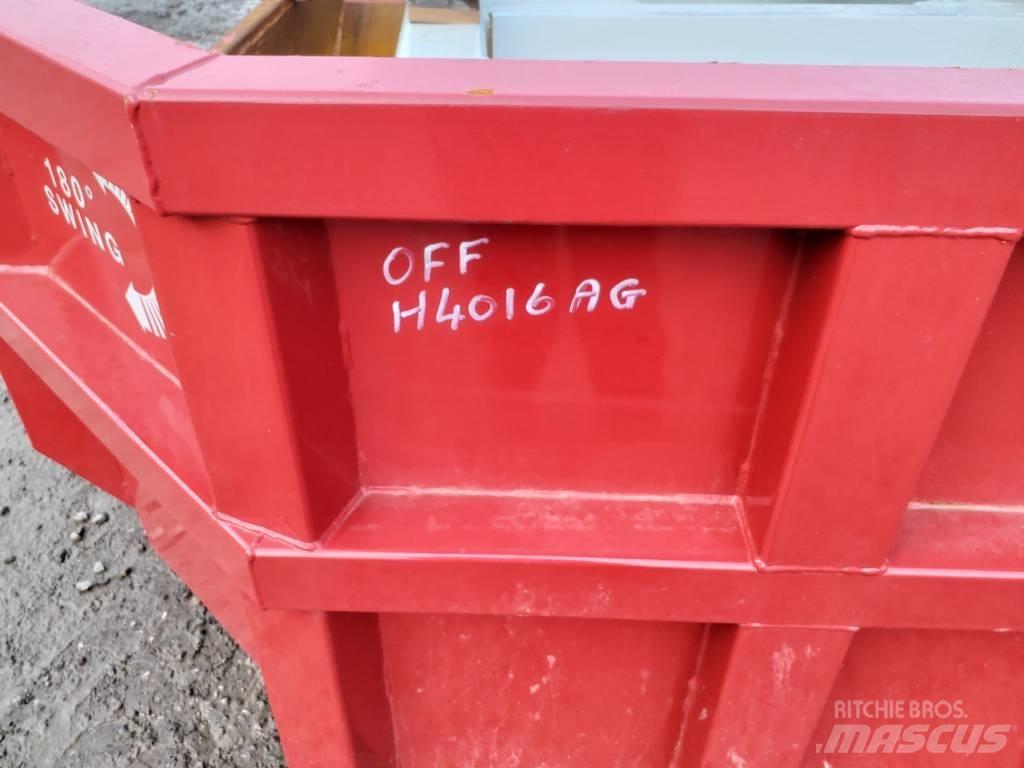 180°
SWING
OFF
H4016AG
RITCHIE BROS.
MASCUS